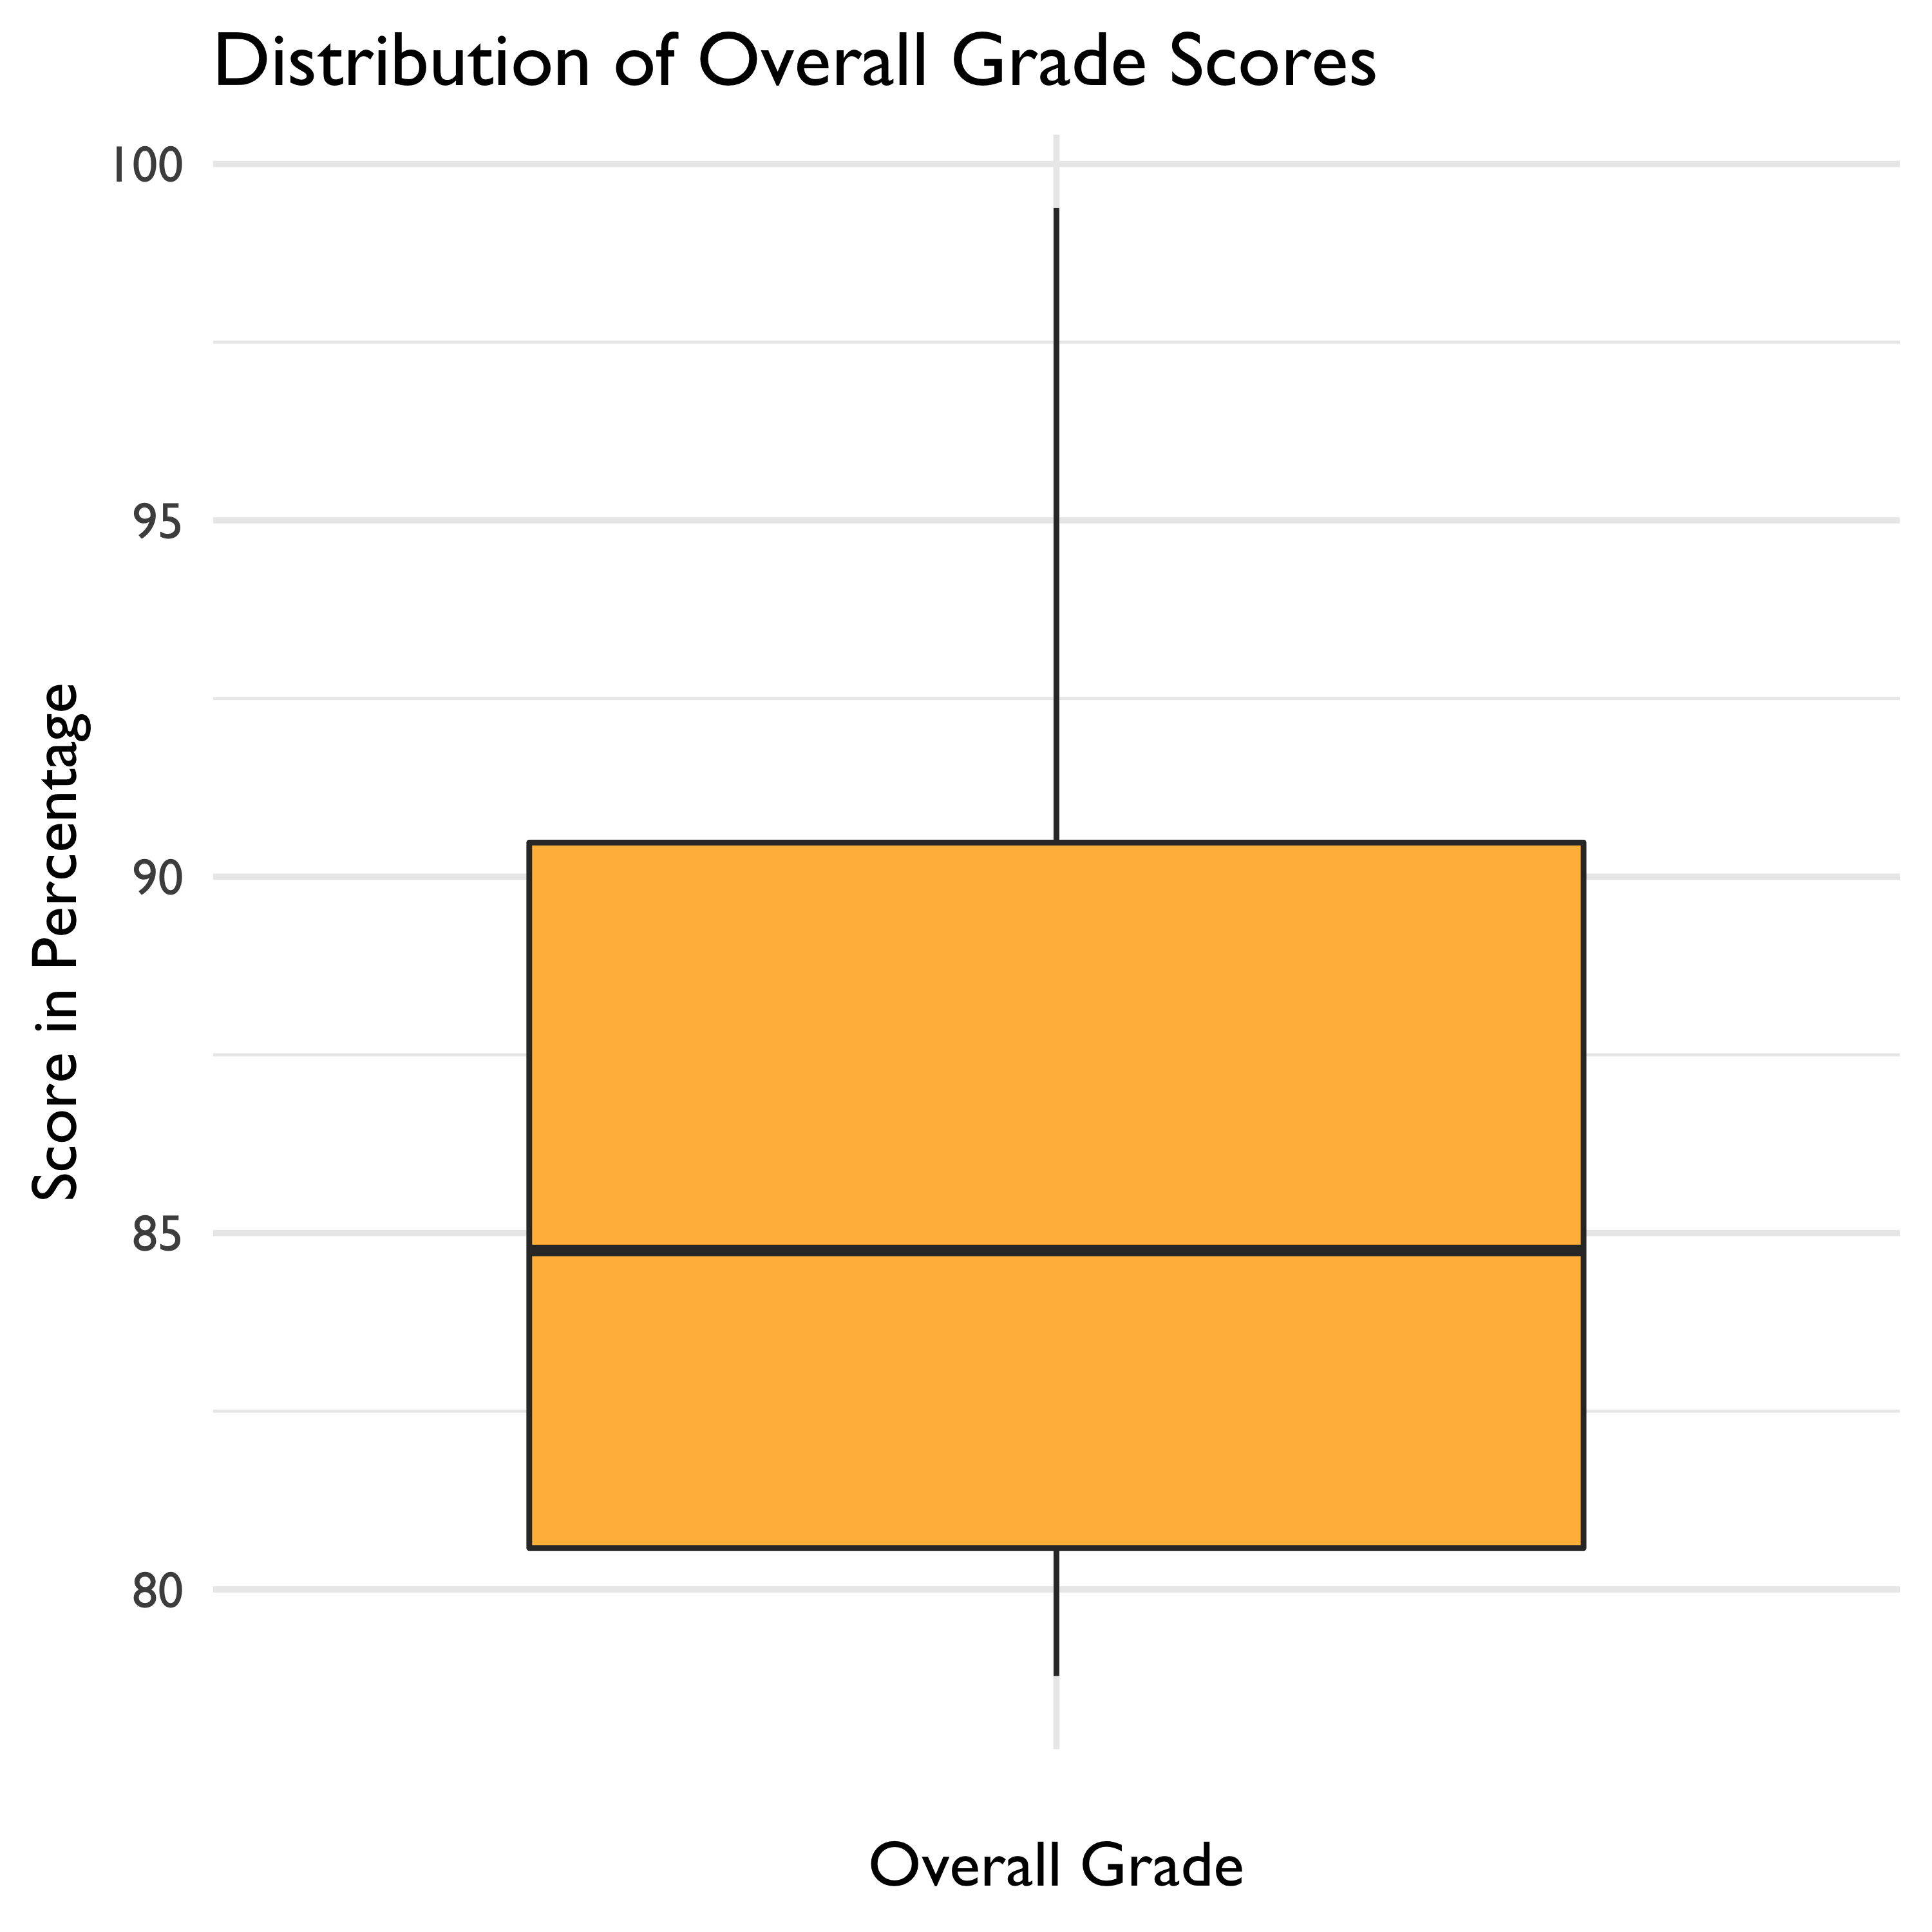 Distribution of Overall Grade Scores
100
95
90
85
80
Score in Percentage
Overall Grade